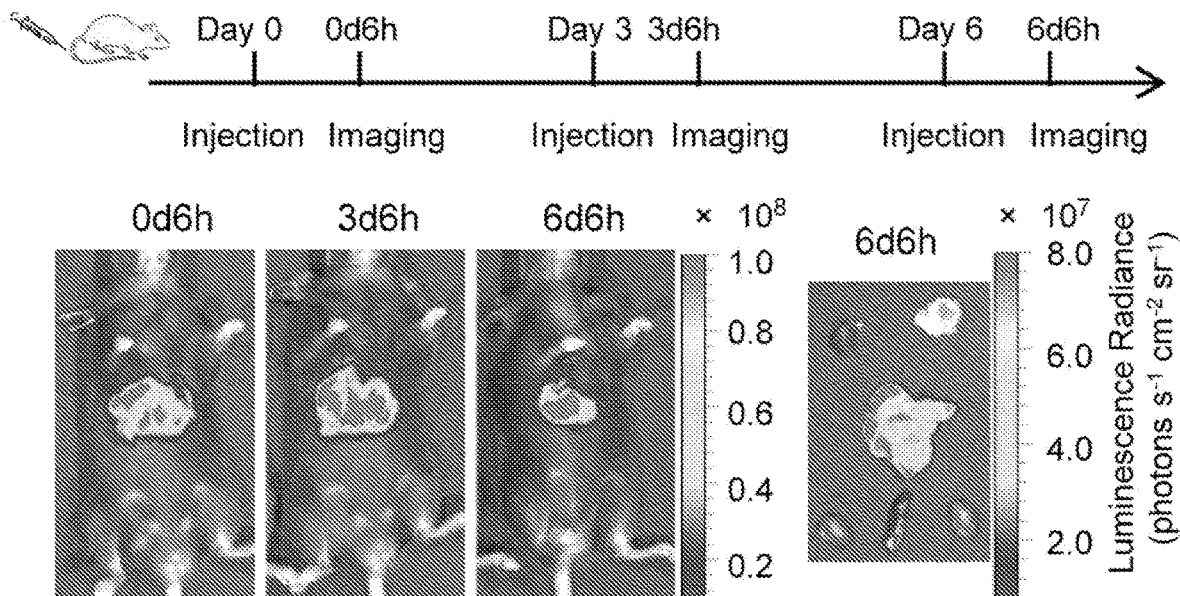 Day 0 0d6h Day 3 3d6h Day 6 6d6h
Injection Imaging Injection Imaging Injection Imaging
0d6h 3d6h 6d6h × 10⁸ 6d6h × 10⁷
1.0
0.8
0.6
0.4
0.2
8.0
6.0
4.0
2.0
Luminescence Radiance
(photons s⁻¹ cm⁻² sr⁻¹)